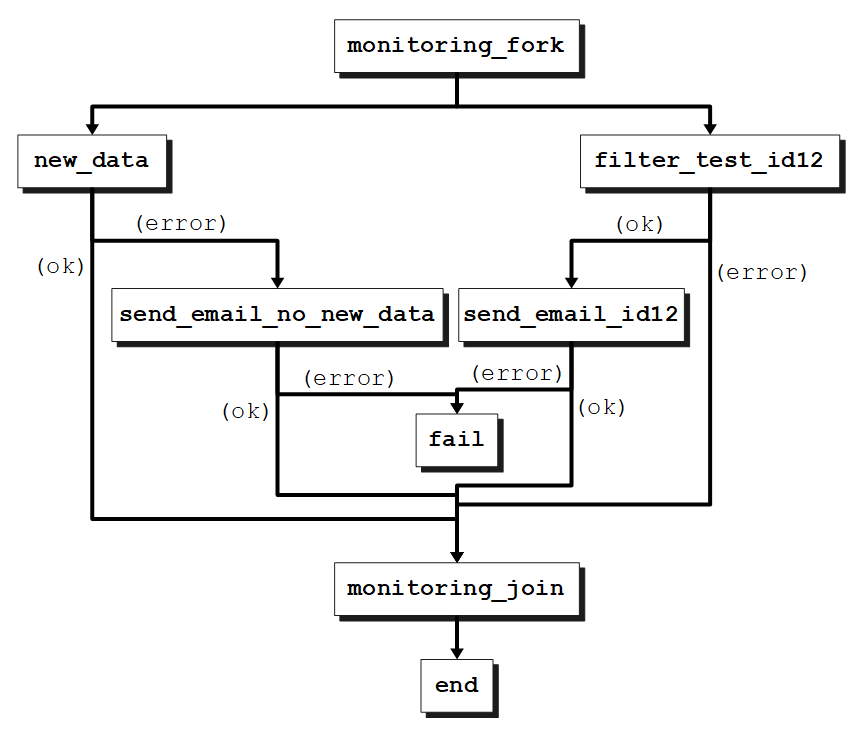 monitoring_fork
new_data
filter_test_id12
(error)
(ok)
(ok)
(error)
send_email_no_new_data
send_email_id12
(error)
(error)
(ok)
(ok)
fail
monitoring_join
end